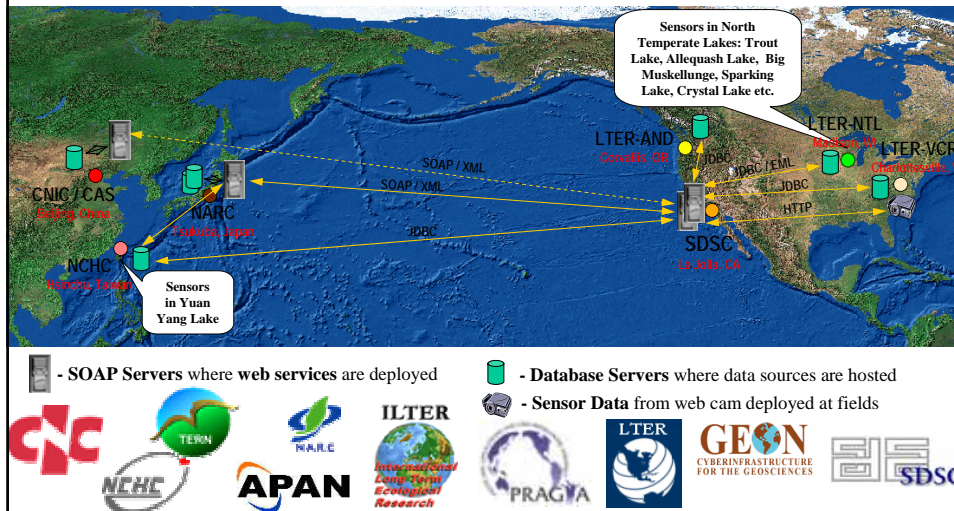 Sensors in North
Temperate Lakes: Trout
Lake, Allequash Lake, Big
Muskellunge, Sparking
Lake, Crystal Lake etc.
LTER-NTL
Madison, WI
LTER-AND
Corvallis, OR
LTER-VCR
Charlottesville
JDBC
JDBC / EML
JDBC
HTTP
SOAP / XML
SOAP / XML
JDBC
CNIC / CAS
Beijing, China
NARC
Tsukuba, Japan
SDSC
La Jolla, CA
NCHC
Hsinchu, Taiwan
Sensors
in Yuan
Yang Lake
- SOAP Servers where web services are deployed
- Database Servers where data sources are hosted
- Sensor Data from web cam deployed at fields
CNC
TERN
N.A.R.C
ILTER
International
Long-Term
Ecological
Research
NCHC
APAN
PRAGMA
LTER
GEON
CYBERINFRASTRUCTURE
FOR THE GEOSCIENCES
SDSC